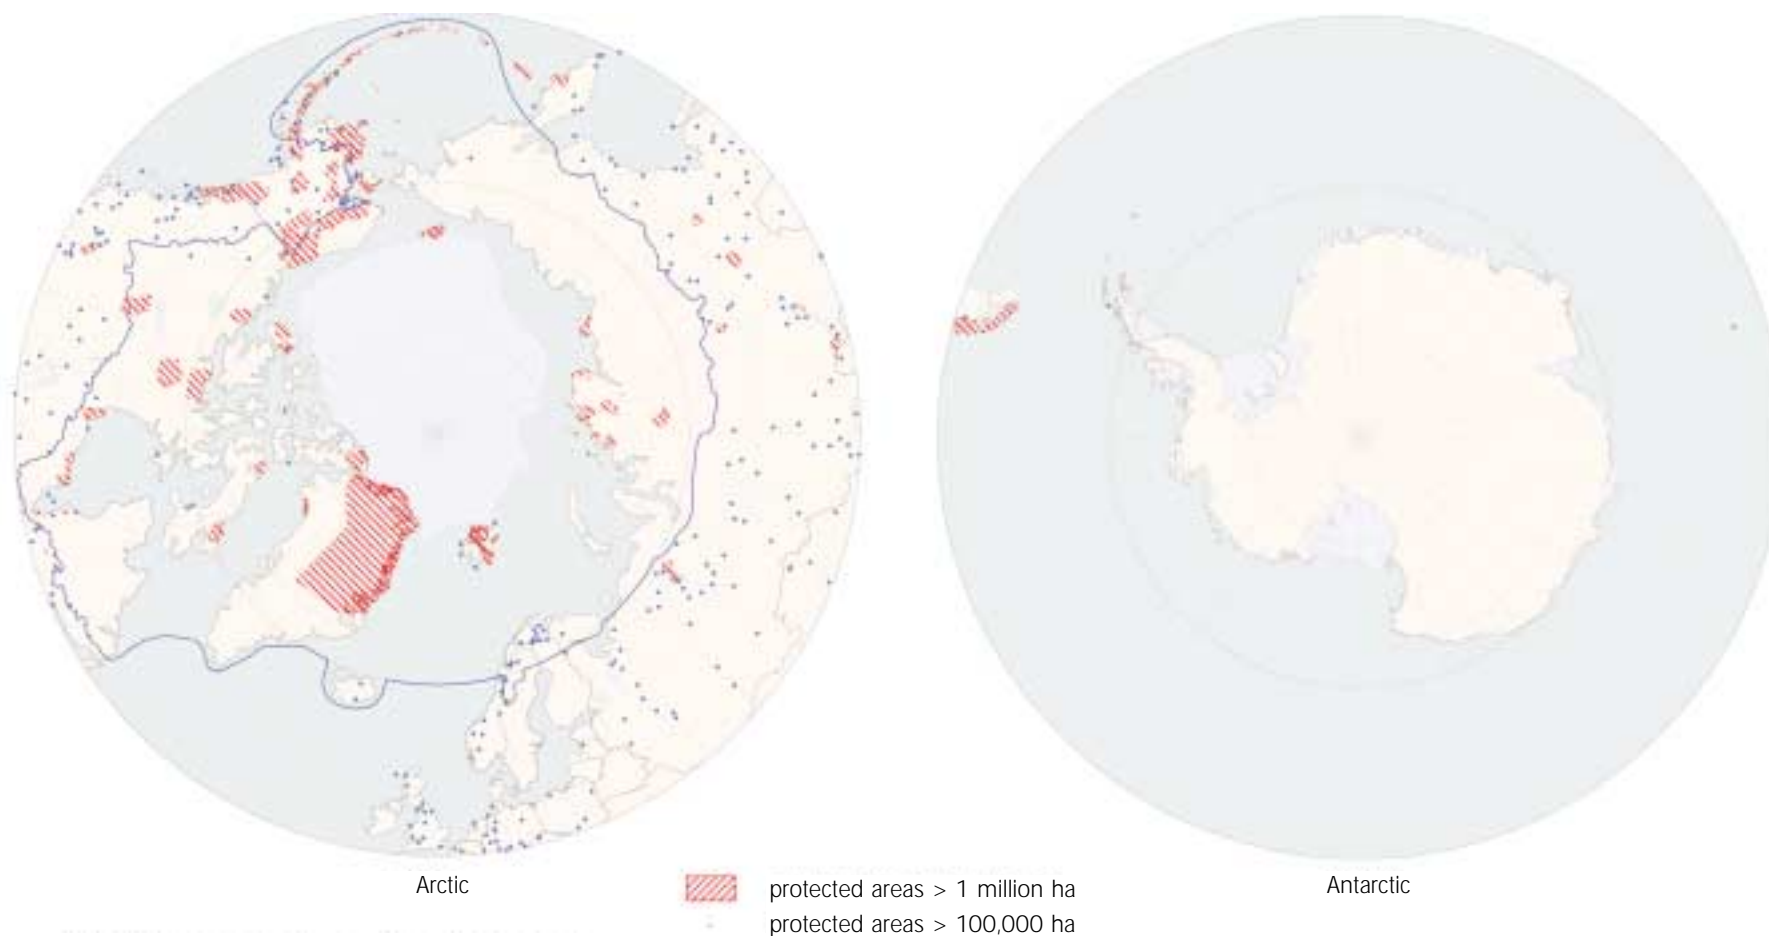 Arctic
Antarctic
protected areas > 1 million ha
protected areas > 100,000 ha